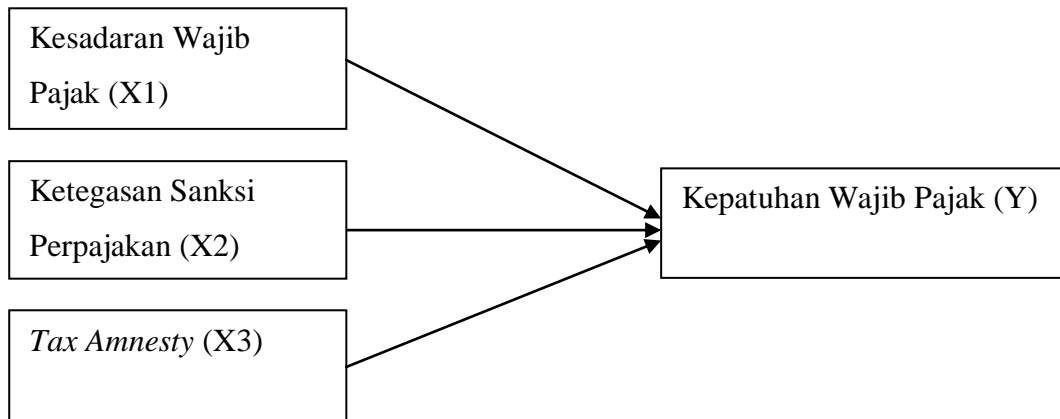 Kesadaran Wajib
Pajak (X1)
Ketegasan Sanksi
Perpajakan (X2)
Tax Amnesty (X3)
Kepatuhan Wajib Pajak (Y)